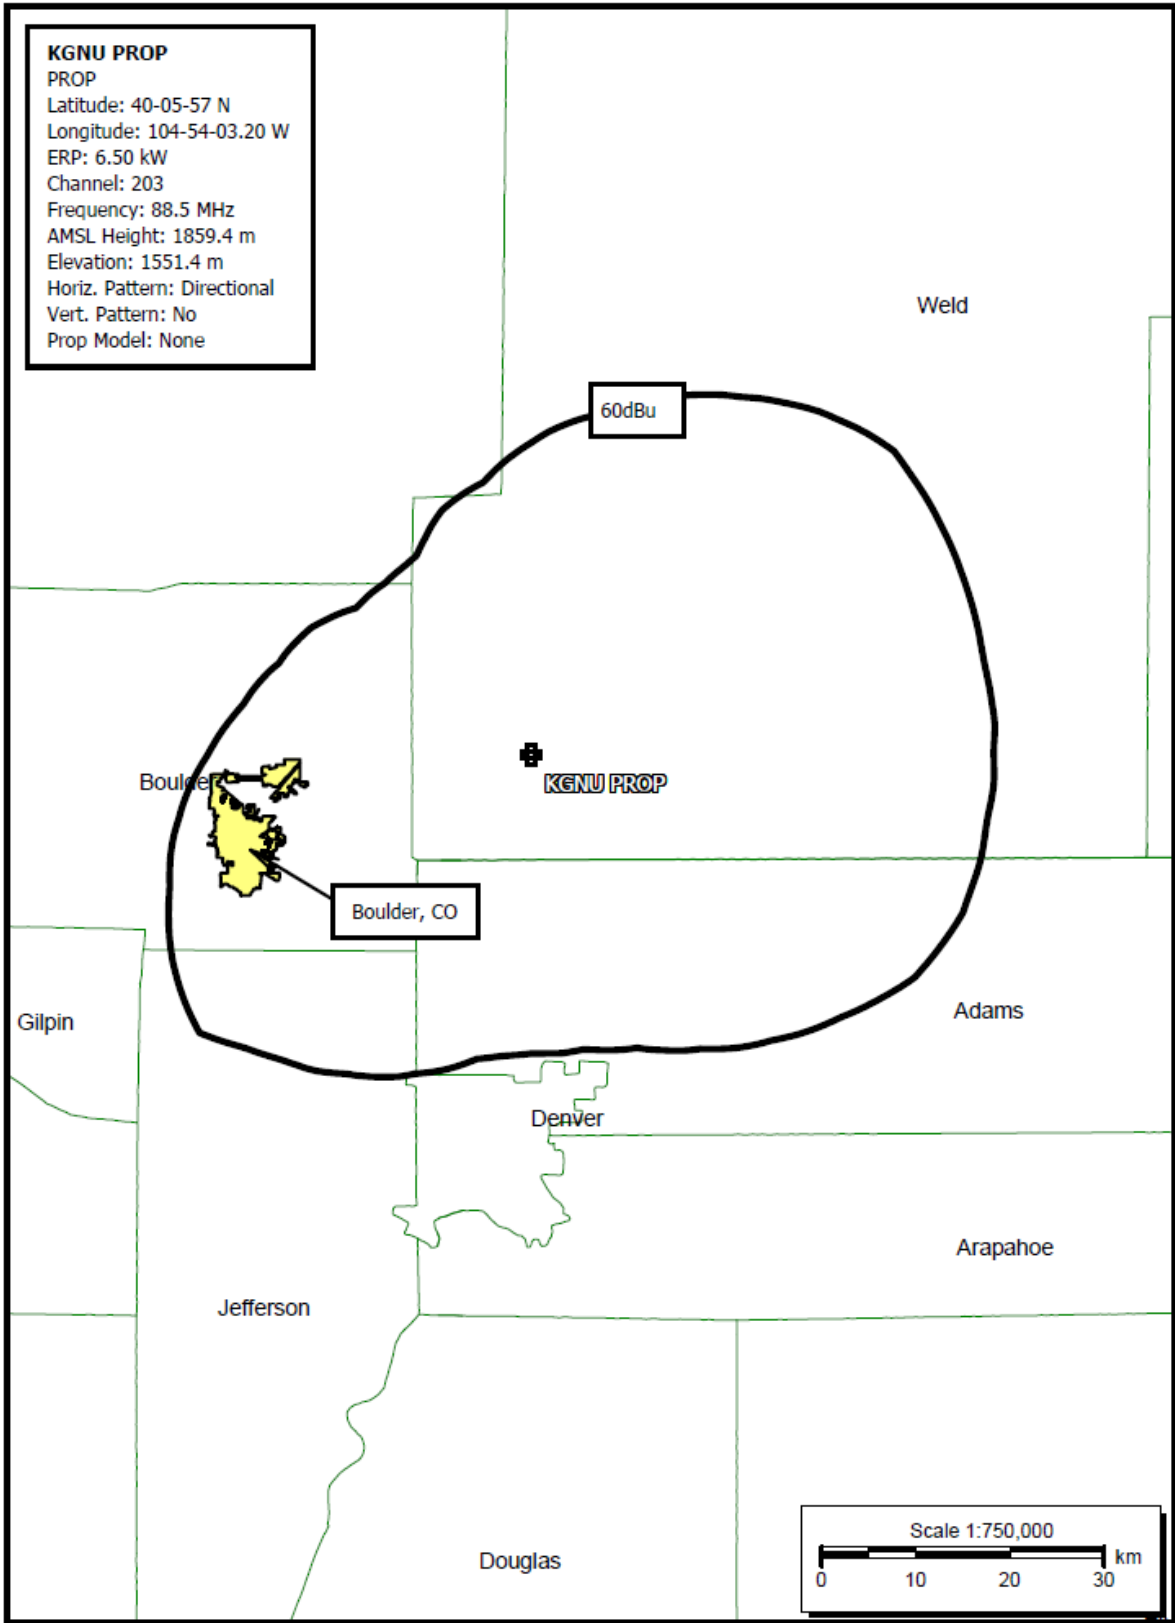 KGNU PROP
PROP
Latitude: 40-05-57 N
Longitude: 104-54-03.20 W
ERP: 6.50 kW
Channel: 203
Frequency: 88.5 MHz
AMSL Height: 1859.4 m
Elevation: 1551.4 m
Horiz. Pattern: Directional
Vert. Pattern: No
Prop Model: None
Weld
60dBu
Boulder
KGNU PROP
Boulder, CO
Gilpin
Adams
Denver
Arapahoe
Jefferson
Douglas
Scale 1:750,000
km
0 10 20 30